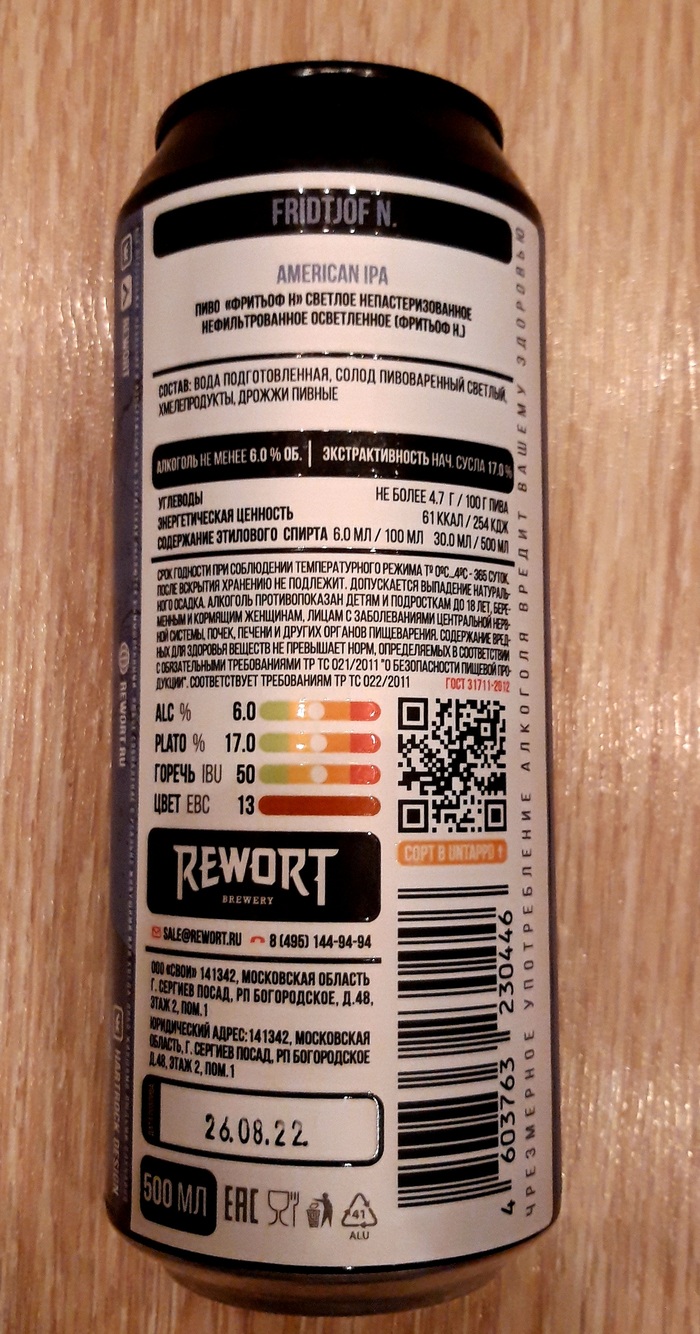 FRIDTJOF N.
AMERICAN IPA
ПИВО «ФРИТЬОФ Н» СВЕТЛОЕ НЕПАСТЕРИЗОВАННОЕ
НЕФИЛЬТРОВАННОЕ ОСВЕТЛЕННОЕ (ФРИТЬОФ Н.)
СОСТАВ: ВОДА ПОДГОТОВЛЕННАЯ, СОЛОД ПИВОВАРЕННЫЙ СВЕТЛЫЙ,
ХМЕЛЕПРОДУКТЫ, ДРОЖЖИ ПИВНЫЕ
АЛКОГОЛЬ НЕ МЕНЕЕ 6.0 % ОБ. | ЭКСТРАКТИВНОСТЬ НАЧ. СУСЛА 17.0 %
УГЛЕВОДЫ НЕ БОЛЕЕ 4.7 Г / 100 Г ПИВА
ЭНЕРГЕТИЧЕСКАЯ ЦЕННОСТЬ 61 ККАЛ / 254 КДЖ
СОДЕРЖАНИЕ ЭТИЛОВОГО СПИРТА 6.0 МЛ / 100 МЛ 30.0 МЛ / 500 МЛ
СРОК ГОДНОСТИ ПРИ СОБЛЮДЕНИИ ТЕМПЕРАТУРНОГО РЕЖИМА Tº 0ºC...4ºC - 365 СУТОК.
ПОСЛЕ ВСКРЫТИЯ ХРАНЕНИЮ НЕ ПОДЛЕЖИТ. ДОПУСКАЕТСЯ ВЫПАДЕНИЕ НАТУРАЛЬ-
НОГО ОСАДКА. АЛКОГОЛЬ ПРОТИВОПОКАЗАН ДЕТЯМ И ПОДРОСТКАМ ДО 18 ЛЕТ, БЕРЕ-
МЕННЫМ И КОРМЯЩИМ ЖЕНЩИНАМ, ЛИЦАМ С ЗАБОЛЕВАНИЯМИ ЦЕНТРАЛЬНОЙ НЕРВ-
НОЙ СИСТЕМЫ, ПОЧЕК, ПЕЧЕНИ И ДРУГИХ ОРГАНОВ ПИЩЕВАРЕНИЯ. СОДЕРЖАНИЕ ВРЕД-
НЫХ ДЛЯ ЗДОРОВЬЯ ВЕЩЕСТВ НЕ ПРЕВЫШАЕТ НОРМ, ОПРЕДЕЛЯЕМЫХ В СООТВЕТСТВИИ
С ОБЯЗАТЕЛЬНЫМИ ТРЕБОВАНИЯМИ ТР ТС 021/2011 "О БЕЗОПАСНОСТИ ПИЩЕВОЙ ПРО-
ДУКЦИИ". СООТВЕТСТВУЕТ ТРЕБОВАНИЯМ ТР ТС 022/2011
ГОСТ 31711-2012
ALC % 6.0
PLATO % 17.0
ГОРЕЧЬ IBU 50
ЦВЕТ EBC 13
СОРТ В UNTAPPD
REWORT
BREWERY
SALE@REWORT.RU 8 (495) 144-94-94
ООО «СВОИ» 141342, МОСКОВСКАЯ ОБЛАСТЬ
Г. СЕРГИЕВ ПОСАД, РП БОГОРОДСКОЕ, Д.48,
ЭТАЖ 2, ПОМ.1
ЮРИДИЧЕСКИЙ АДРЕС: 141342, МОСКОВСКАЯ
ОБЛАСТЬ, Г. СЕРГИЕВ ПОСАД, РП БОГОРОДСКОЕ
Д.48, ЭТАЖ 2, ПОМ.1
26.08.22.
500 МЛ
EAC
41
ALU
4 603763 230446
ЧРЕЗМЕРНОЕ УПОТРЕБЛЕНИЕ АЛКОГОЛЯ ВРЕДИТ ВАШЕМУ ЗДОРОВЬЮ
REWORT
REWORT.RU
HARTROCK_DESIGN